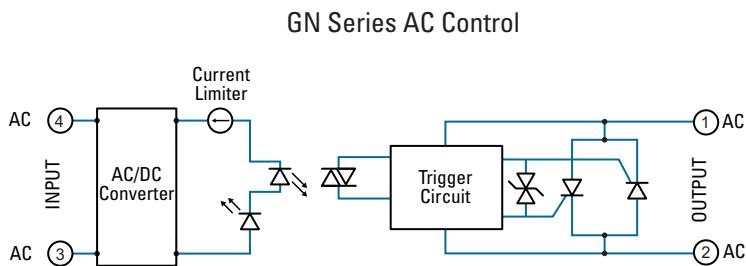 GN Series AC Control
Current
Limiter
AC 4
1 AC
INPUT
AC/DC
Converter
Trigger
Circuit
OUTPUT
AC 3
2 AC